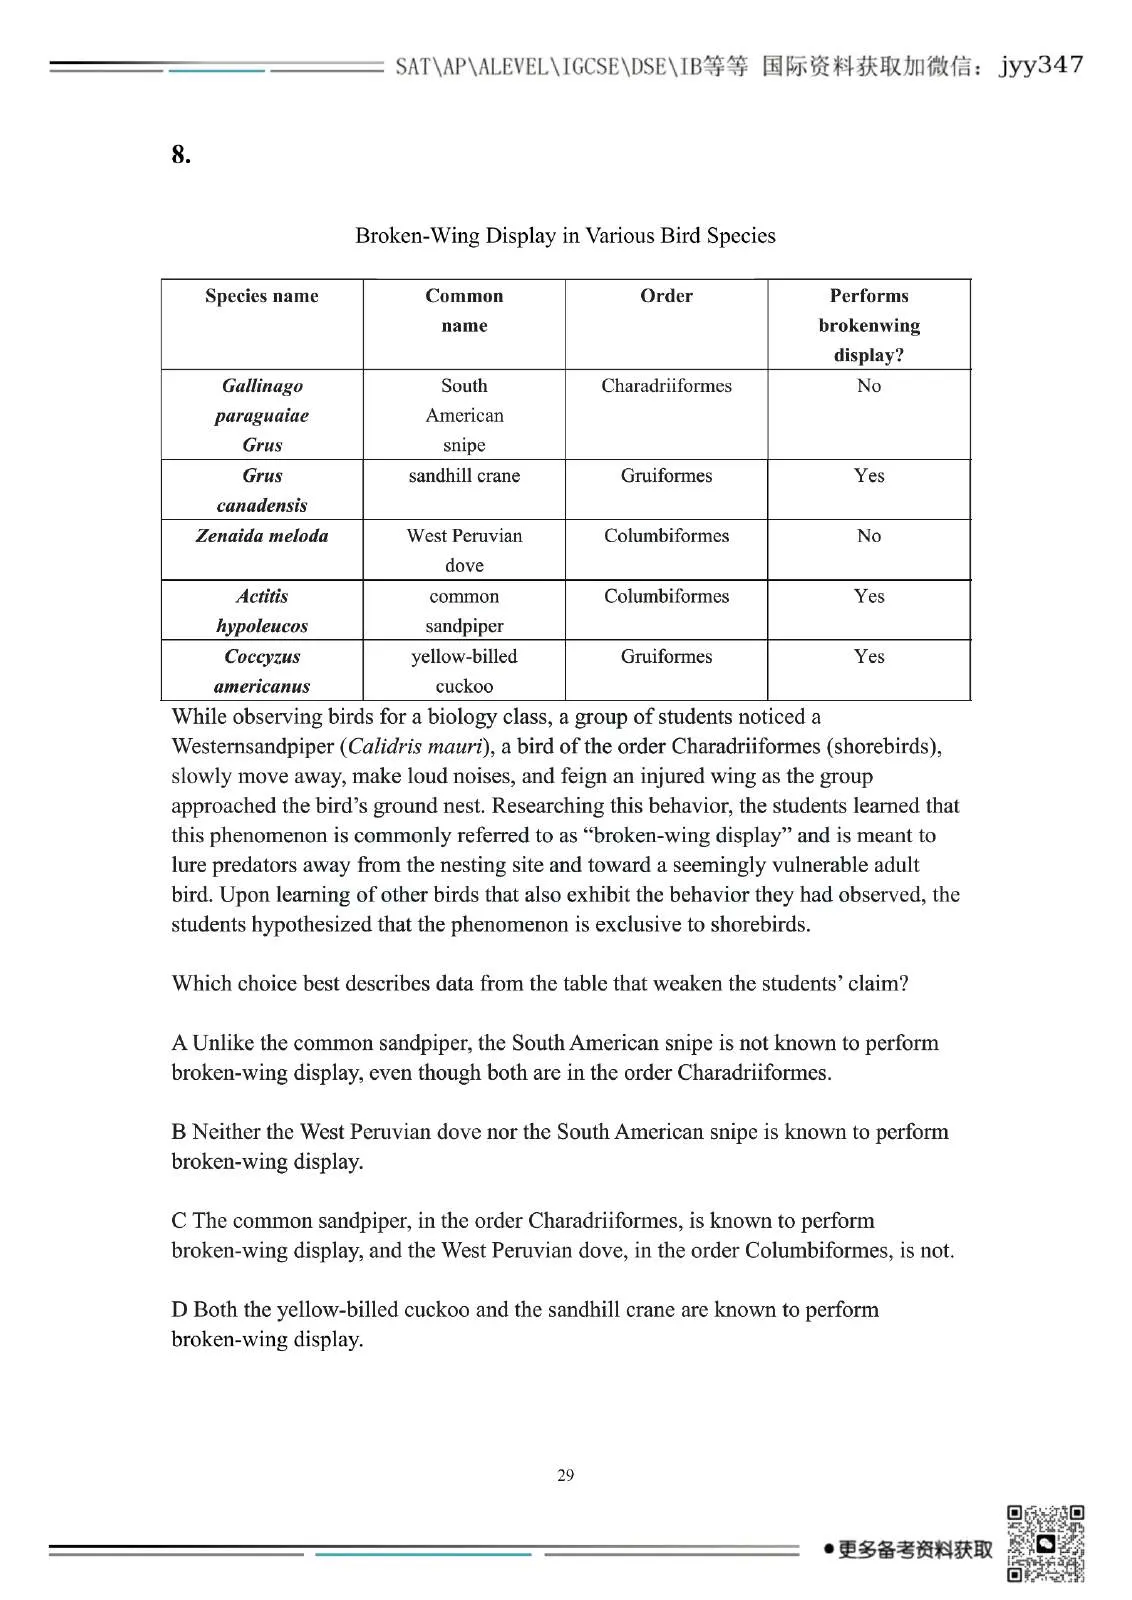 SAT\AP\ALEVEL\IGCSE\DSE\IB等等 国际资料获取加微信： jyy347
8.
Broken-Wing Display in Various Bird Species
Species name
Common
name
Order
Performs
brokenwing
display?
Gallinago
paraguaiae
Grus
South
American
snipe
Charadriiformes
No
Grus
canadensis
sandhill crane
Gruiformes
Yes
Zenaida meloda
West Peruvian
dove
Columbiformes
No
Actitis
hypoleucos
common
sandpiper
Columbiformes
Yes
Coccyzus
americanus
yellow-billed
cuckoo
Gruiformes
Yes
While observing birds for a biology class, a group of students noticed a
Westernsandpiper (Calidris mauri), a bird of the order Charadriiformes (shorebirds),
slowly move away, make loud noises, and feign an injured wing as the group
approached the bird’s ground nest. Researching this behavior, the students learned that
this phenomenon is commonly referred to as “broken-wing display” and is meant to
lure predators away from the nesting site and toward a seemingly vulnerable adult
bird. Upon learning of other birds that also exhibit the behavior they had observed, the
students hypothesized that the phenomenon is exclusive to shorebirds.
Which choice best describes data from the table that weaken the students’ claim?
A Unlike the common sandpiper, the South American snipe is not known to perform
broken-wing display, even though both are in the order Charadriiformes.
B Neither the West Peruvian dove nor the South American snipe is known to perform
broken-wing display.
C The common sandpiper, in the order Charadriiformes, is known to perform
broken-wing display, and the West Peruvian dove, in the order Columbiformes, is not.
D Both the yellow-billed cuckoo and the sandhill crane are known to perform
broken-wing display.
29
●更多备考资料获取